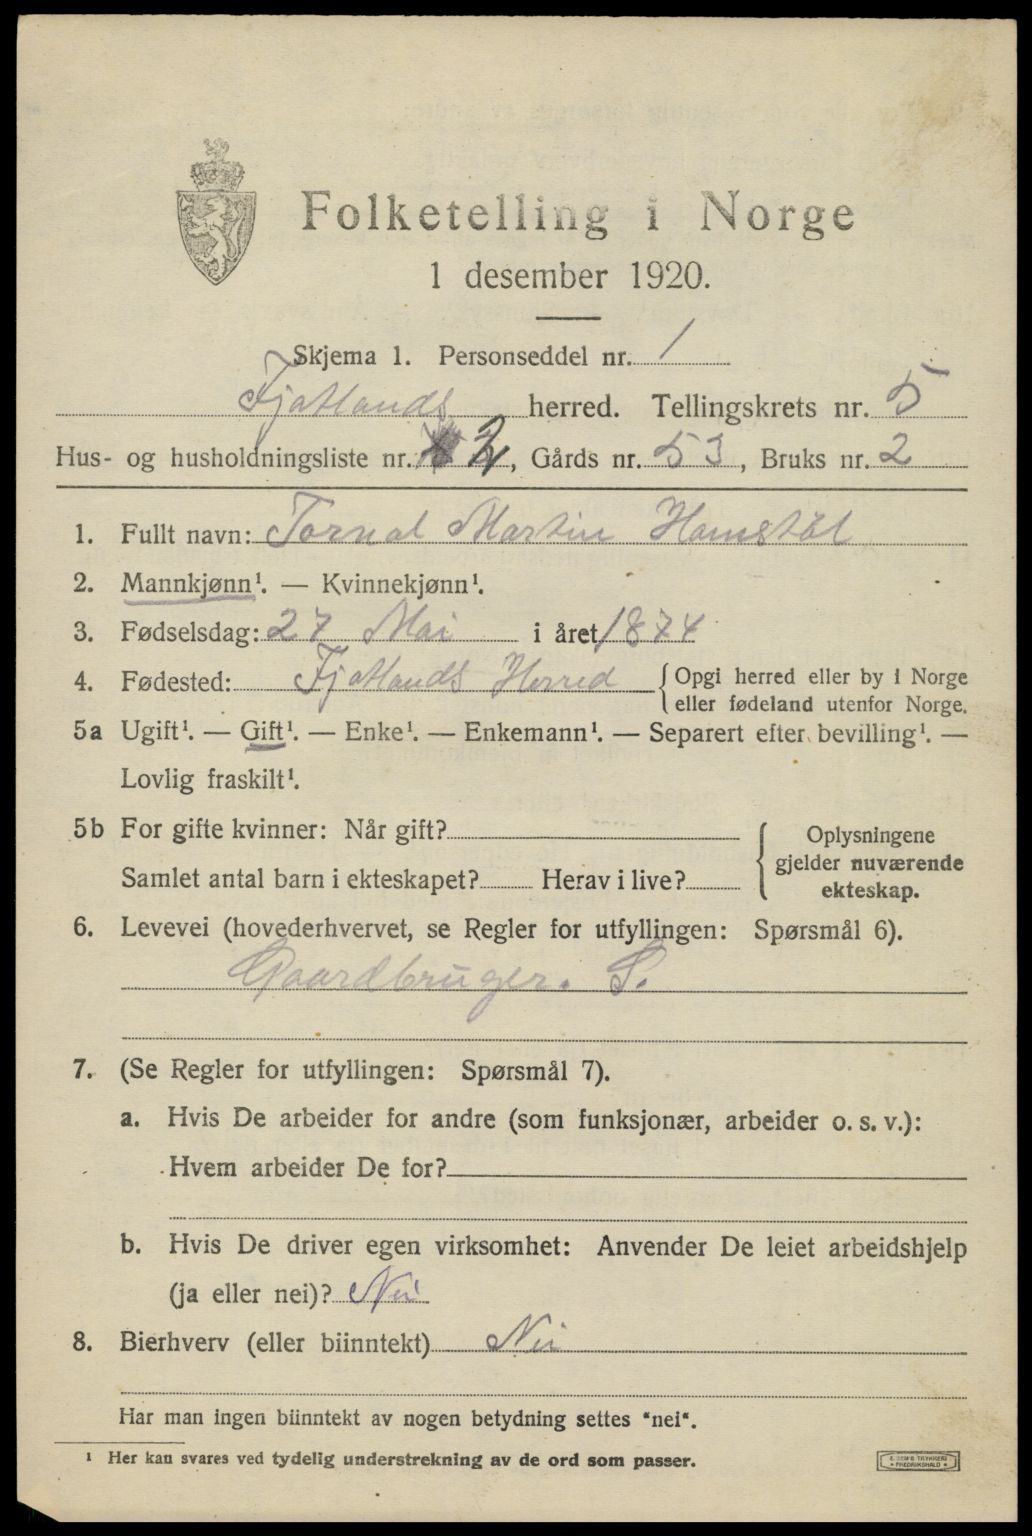 Folketelling i Norge
1 desember 1920.
Skjema 1. Personseddel nr. 1
Fjotlands herred. Tellingskrets nr. 5
Hus- og husholdningsliste nr. 2, Gårds nr. 53, Bruks nr. 2
1. Fullt navn: Tornal Martin Homstøl
2. Mannkjønn¹. — Kvinnekjønn¹.
3. Fødselsdag: 27 Mai i året 1874
4. Fødested: Fjotlands Herred {Opgi herred eller by i Norge
eller fødeland utenfor Norge.
5a Ugift¹. — Gift¹. — Enke¹. — Enkemann¹. — Separert efter bevilling¹. —
Lovlig fraskilt¹.
5b For gifte kvinner: Når gift?
Samlet antal barn i ekteskapet? Herav i live?
Oplysningene
gjelder nuværende
ekteskap.
6. Levevei (hovederhvervet, se Regler for utfyllingen: Spørsmål 6).
Gaardbruger. S.
7. (Se Regler for utfyllingen: Spørsmål 7).
a. Hvis De arbeider for andre (som funksjonær, arbeider o. s. v.):
Hvem arbeider De for?
b. Hvis De driver egen virksomhet: Anvender De leiet arbeidshjelp
(ja eller nei)? Nei
8. Bierhverv (eller biinntekt) Nei
Har man ingen biinntekt av nogen betydning settes "nei".
¹ Her kan svares ved tydelig understrekning av de ord som passer.
E. SEM'S TRYKKERI
FREDRIKSHALD